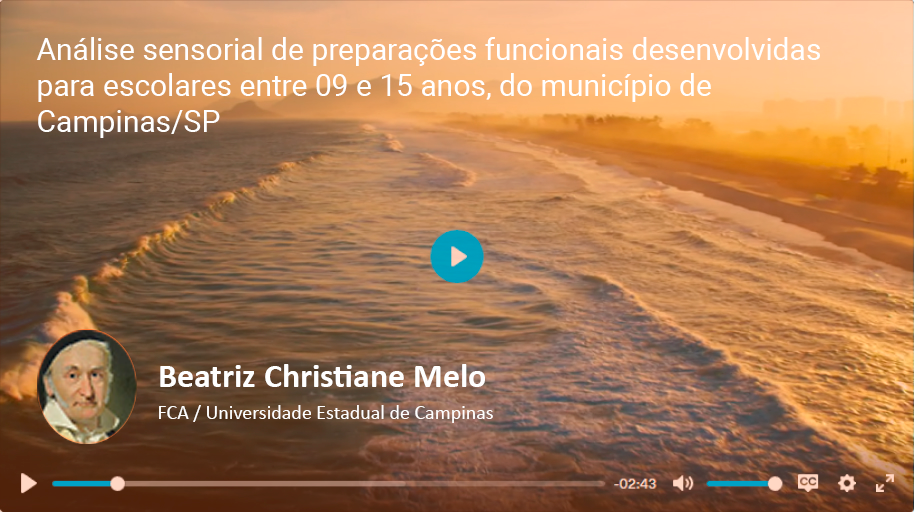 Análise sensorial de preparações funcionais desenvolvidas
para escolares entre 09 e 15 anos, do município de
Campinas/SP
Beatriz Christiane Melo
FCA / Universidade Estadual de Campinas
-02:43
CC